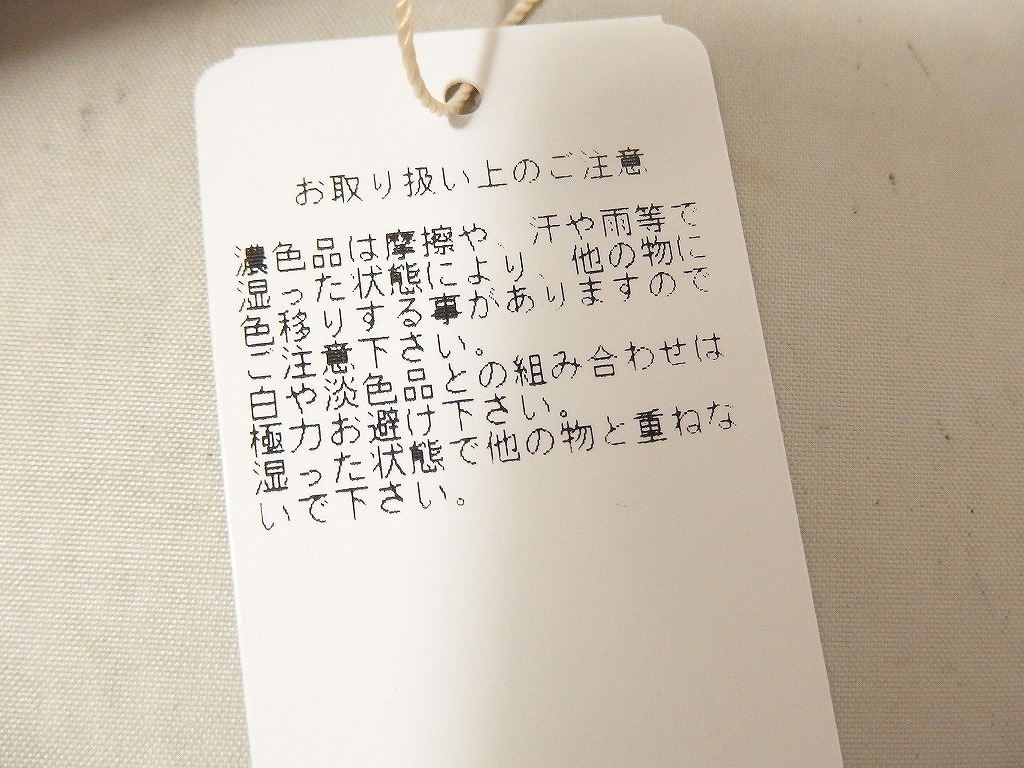 お取り扱い上のご注意
濃色品は摩擦や、汗や雨等で
湿った状態により、他の物に
色移りする事がありますので
ご注意下さい。
白や淡色品との組み合わせは
極力お避け下さい。
湿った状態で他の物と重ねな
いで下さい。